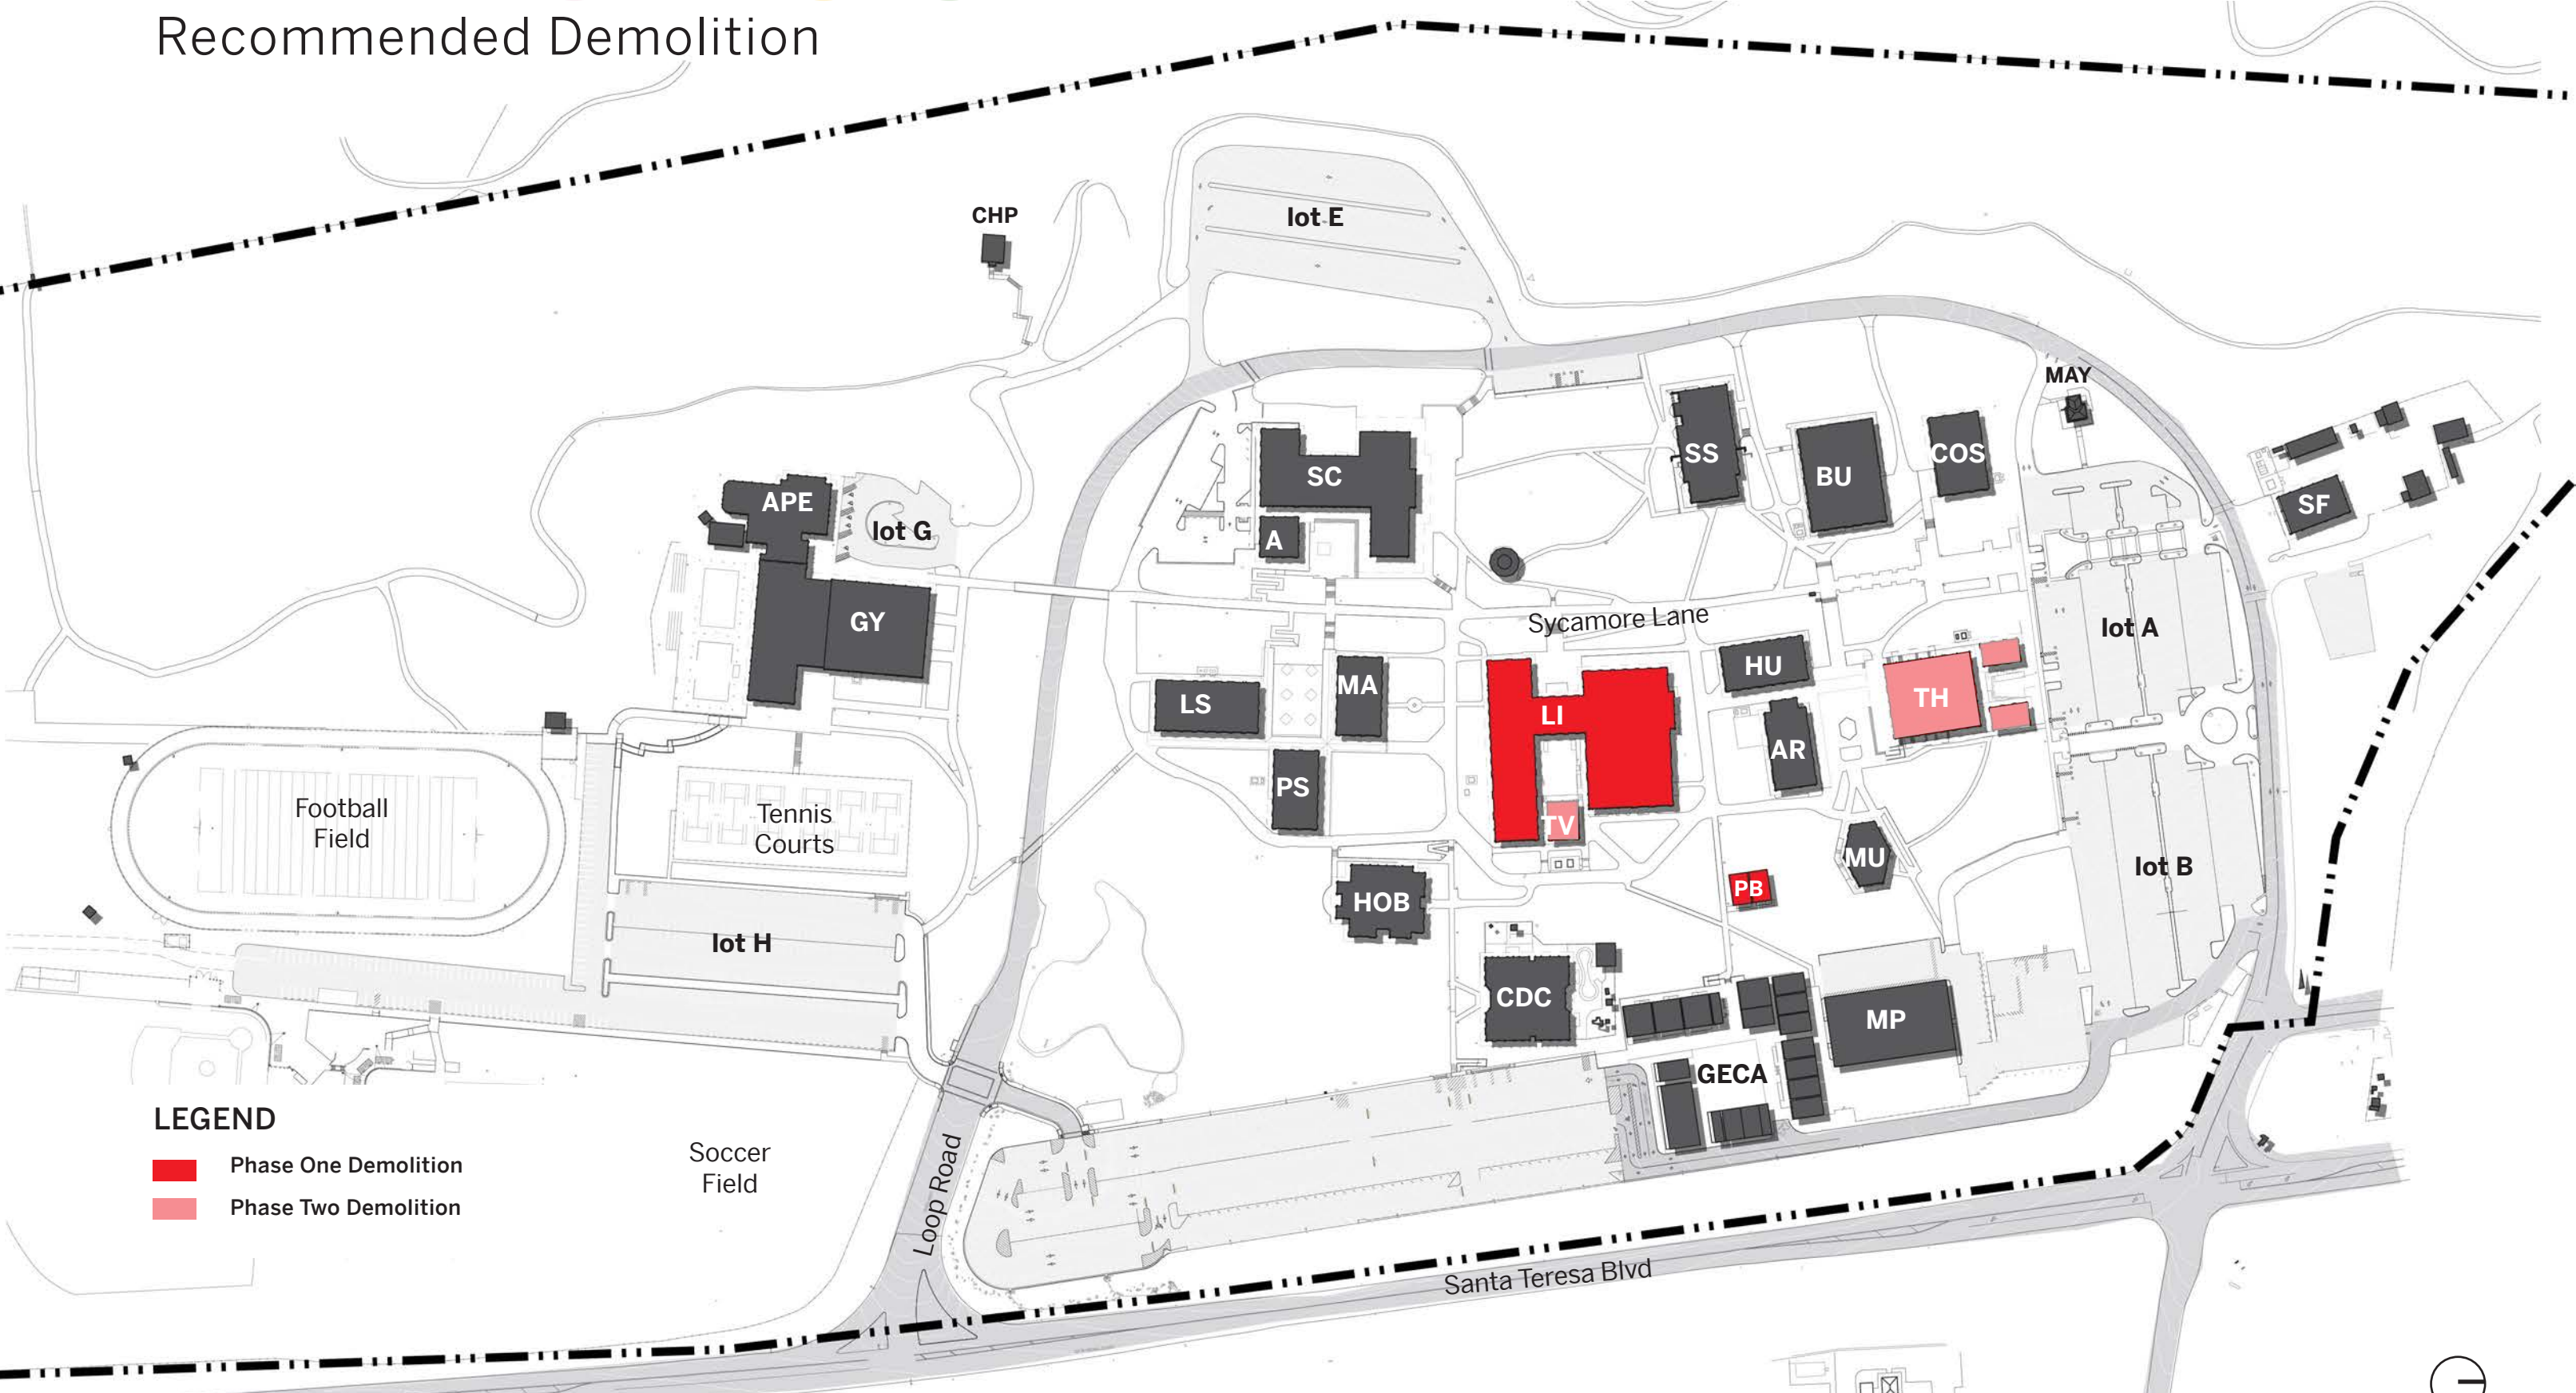 Recommended Demolition
CHP
lot E
MAY
SC
SS
BU
COS
SF
APE
lot G
A
GY
Sycamore Lane
lot A
HU
LS
MA
LI
TH
AR
PS
TV
Football
Field
Tennis
Courts
MU
lot B
PB
HOB
lot H
CDC
MP
GECA
LEGEND
Phase One Demolition
Phase Two Demolition
Soccer
Field
Loop Road
Santa Teresa Blvd